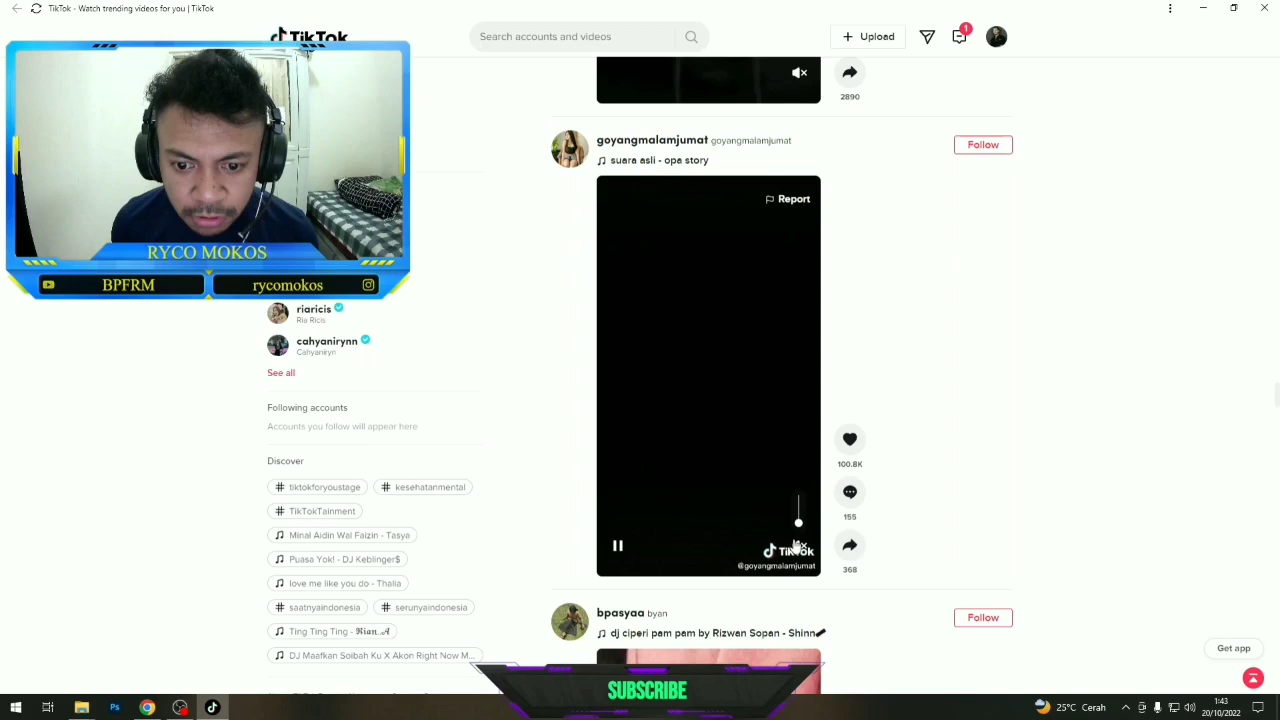 TikTok - Watch trending videos for you | TikTok
TikTok
Search accounts and videos
Upload
1
2890
goyangmalamjumat goyangmalamjumat
Follow
suara asli - opa story
Report
RYCO MOKOS
BPFRM
rycomokos
riaricis
Ria Ricis
cahyanirynn
Cahyaniryn
See all
Following accounts
Accounts you follow will appear here
Discover
# tiktokforyoustage
# kesehatanmental
# TikTokTainment
Minal Aidin Wal Faizin - Tasya
Puasa Yok! - DJ Keblinger$
love me like you do - Thalia
# saatnyaindonesia
# serunyaindonesia
Ting Ting Ting - 𝕽𝖎𝖆𝖓.𝓐
DJ Maafkan Soibah Ku X Akon Right Now M...
100.8K
155
368
TikTok
@goyangmalamjumat
bpasyaa byan
Follow
dj ciperi pam pam by Rizwan Sopan - Shinn
Get app
SUBSCRIBE
Ps
25°C Cerah
1:43
20/10/2022